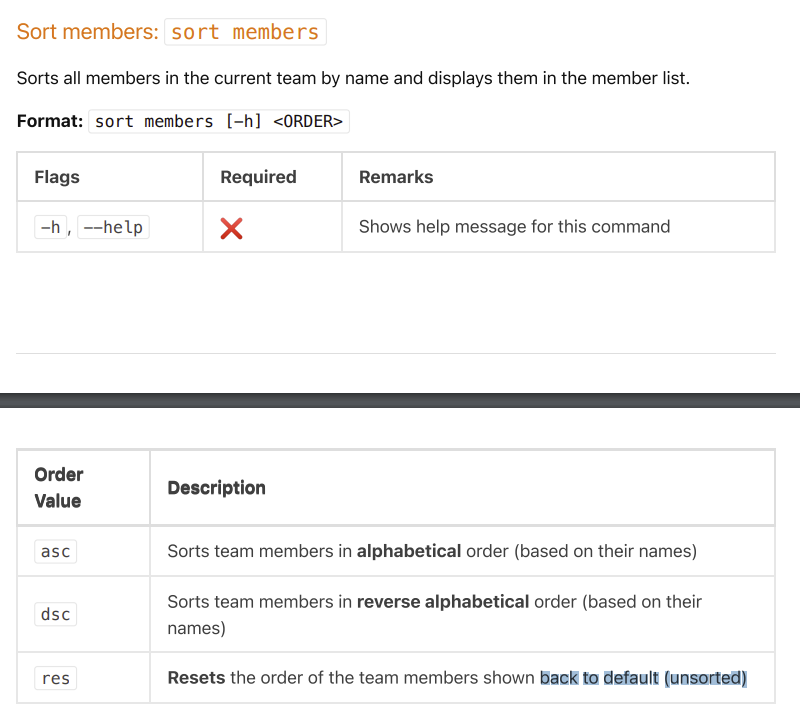 Sort members: sort members
Sorts all members in the current team by name and displays them in the member list.
Format: sort members [-h] <ORDER>
Flags Required Remarks
-h, --help ❌ Shows help message for this command
Order
Value
Description
asc Sorts team members in alphabetical order (based on their names)
dsc Sorts team members in reverse alphabetical order (based on their
names)
res Resets the order of the team members shown back to default (unsorted)